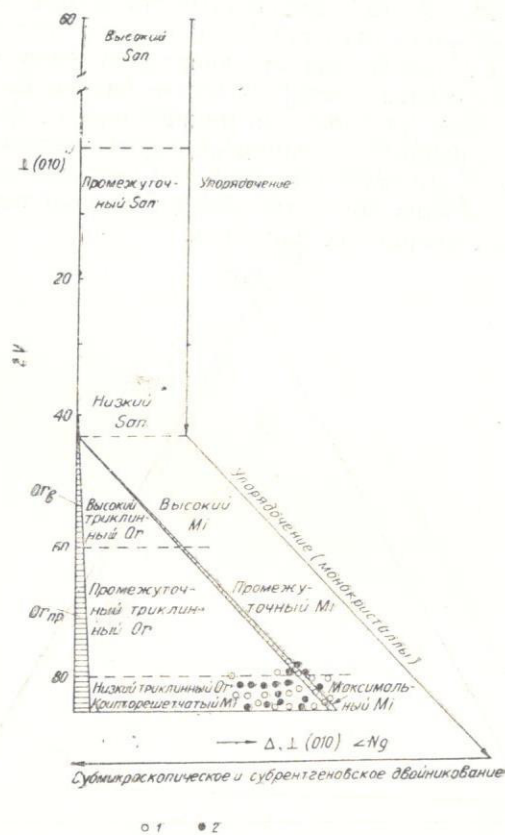 60
Высокий
San
⊥(010)
Промежуточ-
ный San
Упорядочение
20
2V
40
Низкий
San
Упорядочение (монокристаллы)
Orв
Высокий
триклин-
ный Or
Высокий
Mi
60
Orпр
Промежуточ-
ный триклин-
ный Or
Промежу-
точный Mi
80
Низкий триклинный Or
Крипторешетчатый Mi
Максималь-
ный Mi
Δ, ⊥(010) ∠Ng
Субмикроскопическое и субрентгеновское двойникование
1 2